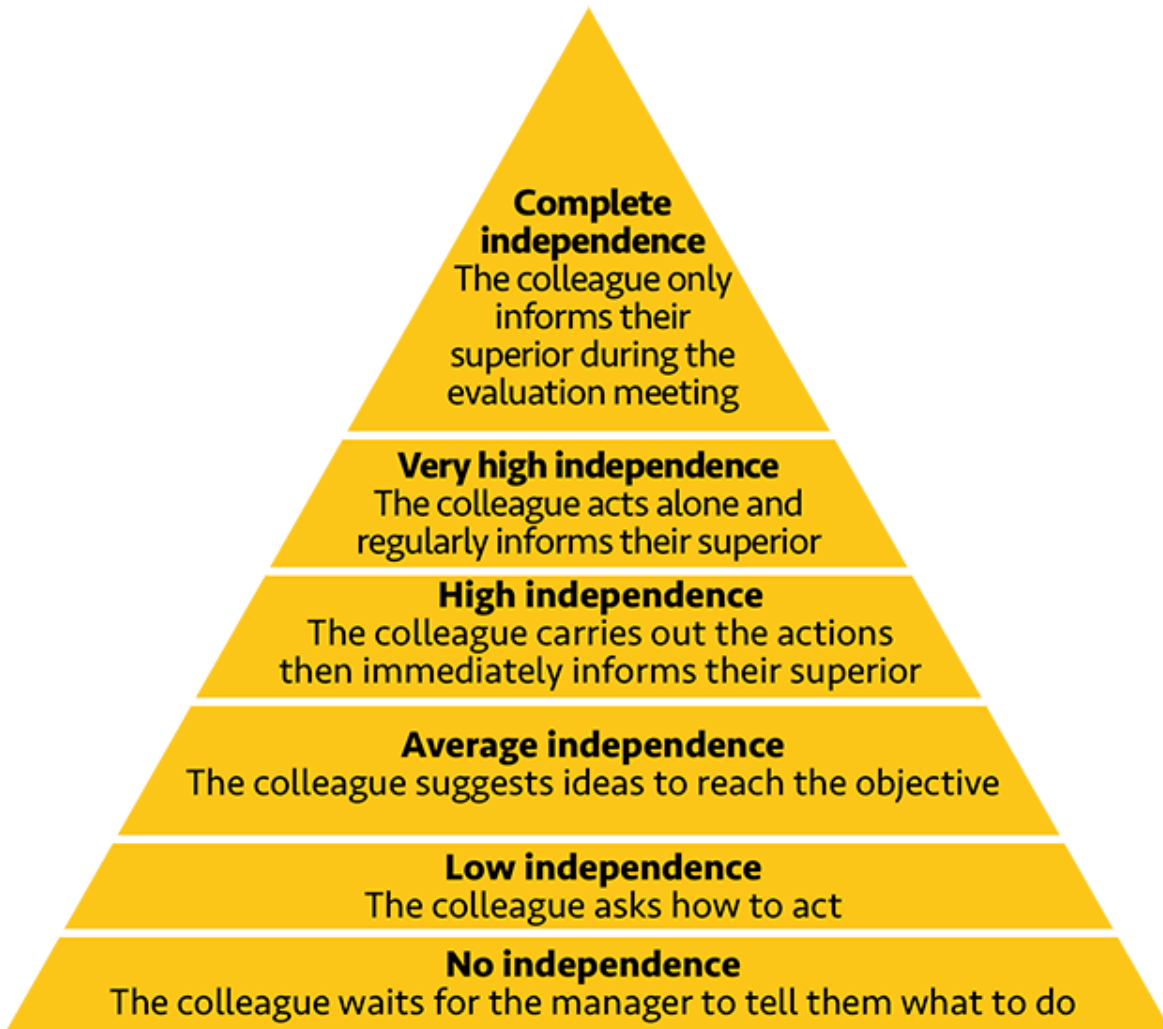 Complete
independence
The colleague only
informs their
superior during the
evaluation meeting
Very high independence
The colleague acts alone and
regularly informs their superior
High independence
The colleague carries out the actions
then immediately informs their superior
Average independence
The colleague suggests ideas to reach the objective
Low independence
The colleague asks how to act
No independence
The colleague waits for the manager to tell them what to do